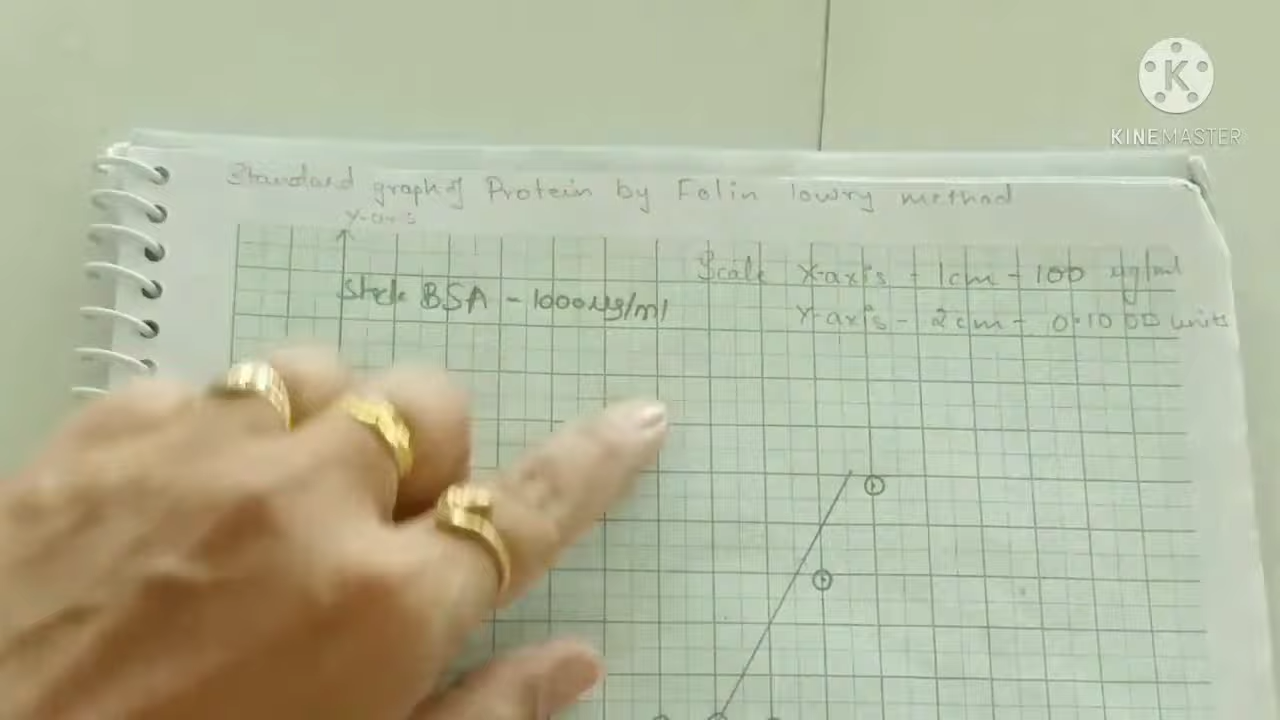 Standard graph of Protein by Folin lowry method
Y-axis
Scale X-axis - 1cm - 100 µg/ml
Stock BSA - 1000µg/ml
Y-axis - 2cm - 0.10 OD units
KINEMASTER